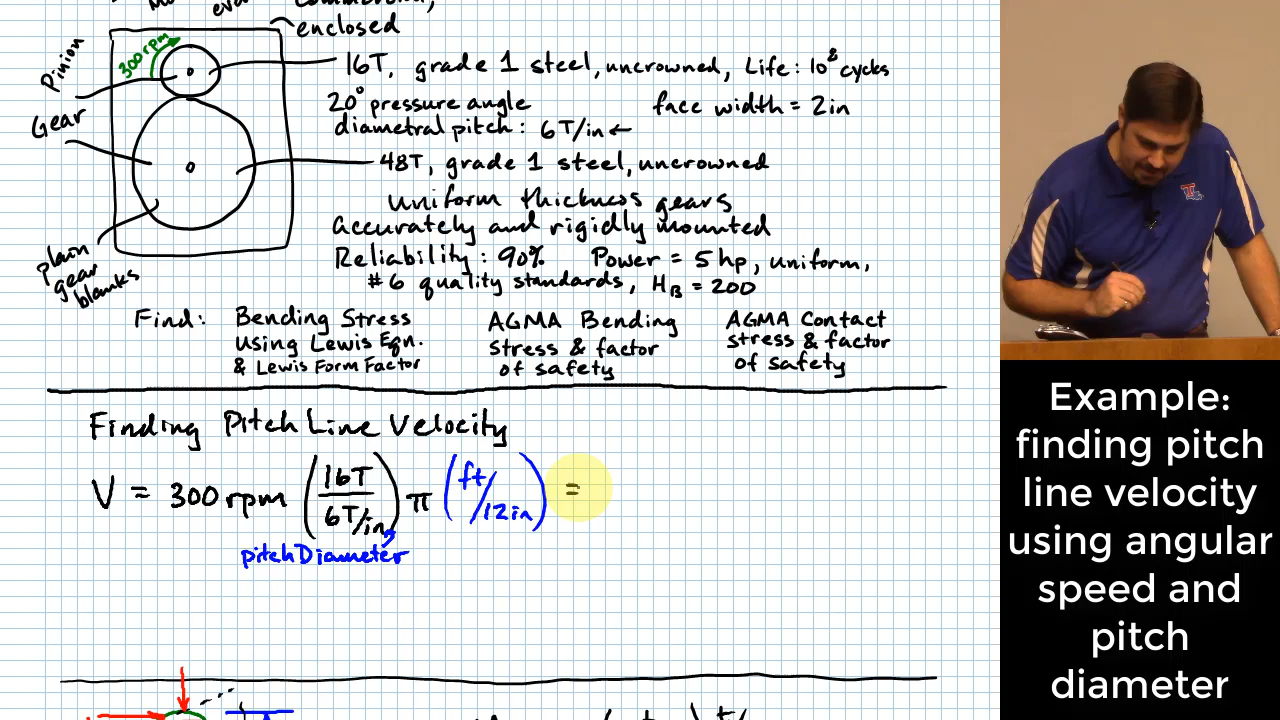 enclosed
300 rpm
Pinion
16T, grade 1 steel, uncrowned, Life: 10⁸ cycles
20° pressure angle face width = 2in
Gear
diametral pitch: 6T/in ←
48T, grade 1 steel, uncrowned
uniform thickness gears
accurately and rigidly mounted
plain
gear
blanks
Reliability: 90% Power = 5 hp, uniform,
#6 quality standards, HB = 200
Find: Bending Stress
using Lewis Eqn.
& Lewis Form Factor
AGMA Bending
stress & factor
of safety
AGMA Contact
stress & factor
of safety
Finding Pitch Line Velocity
V = 300 rpm (16T / 6T/in) π (ft/12in) =
pitch Diameter
Example:
finding pitch
line velocity
using angular
speed and
pitch
diameter